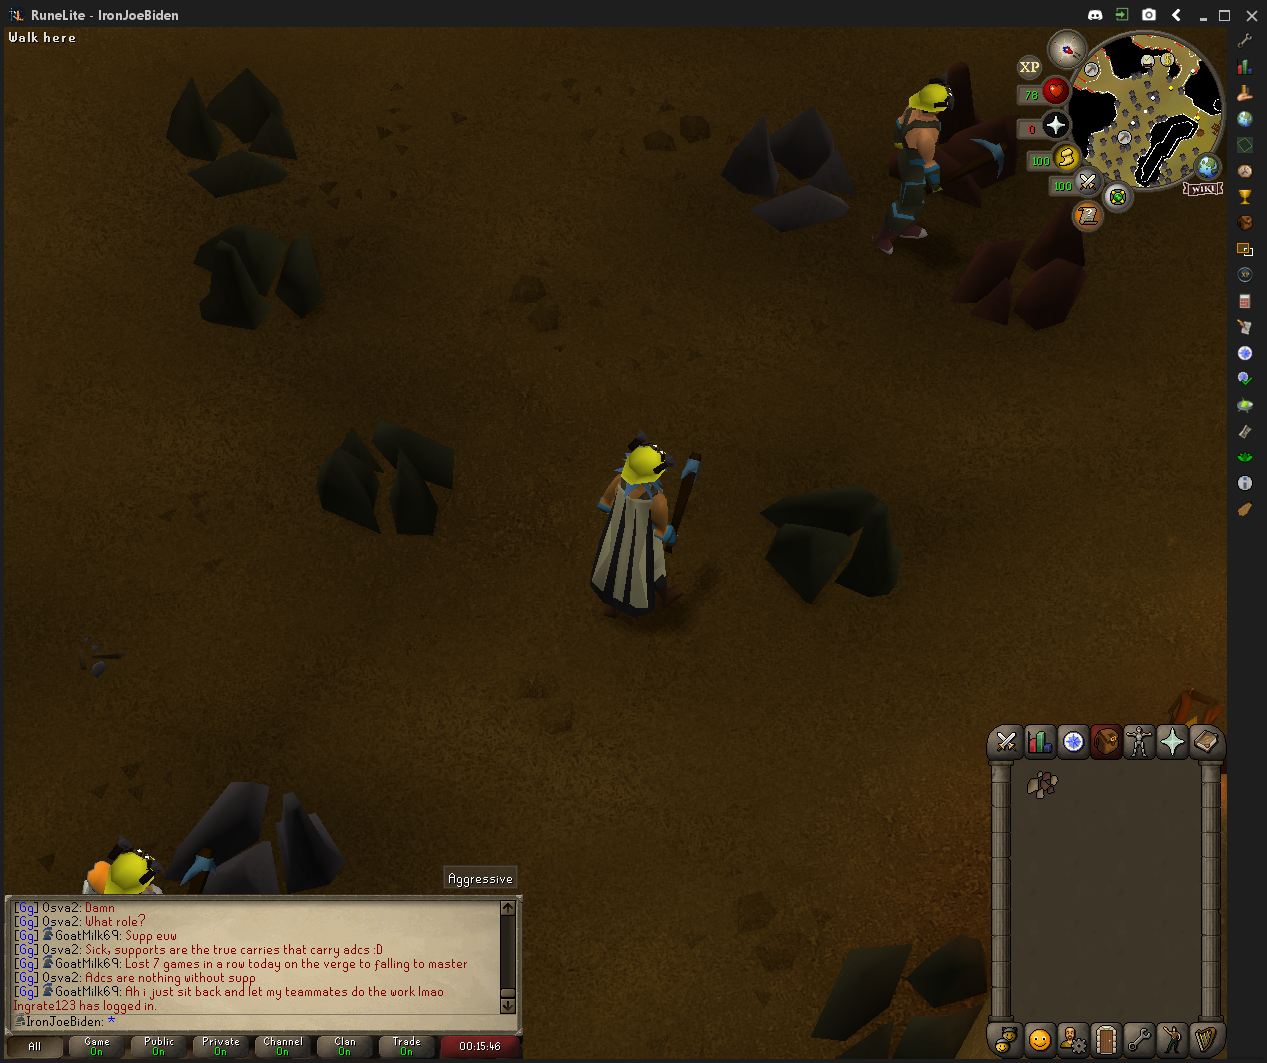 RuneLite - IronJoeBiden
Walk here
XP
78
0
100
100
WIKI
Aggressive
[Gg] Osva2: Damn
[Gg] Osva2: What role?
[Gg] GoatMilk69: Supp euw
[Gg] Osva2: Sick, supports are the true carries that carry adcs :D
[Gg] GoatMilk69: Lost 7 games in a row today on the verge to falling to master
[Gg] Osva2: Adcs are nothing without supp
[Gg] GoatMilk69: Ah i just sit back and let my teammates do the work lmao
Ingrate123 has logged in.
IronJoeBiden: *
All
Game
On
Public
On
Private
On
Channel
On
Clan
On
Trade
On
00:15:46